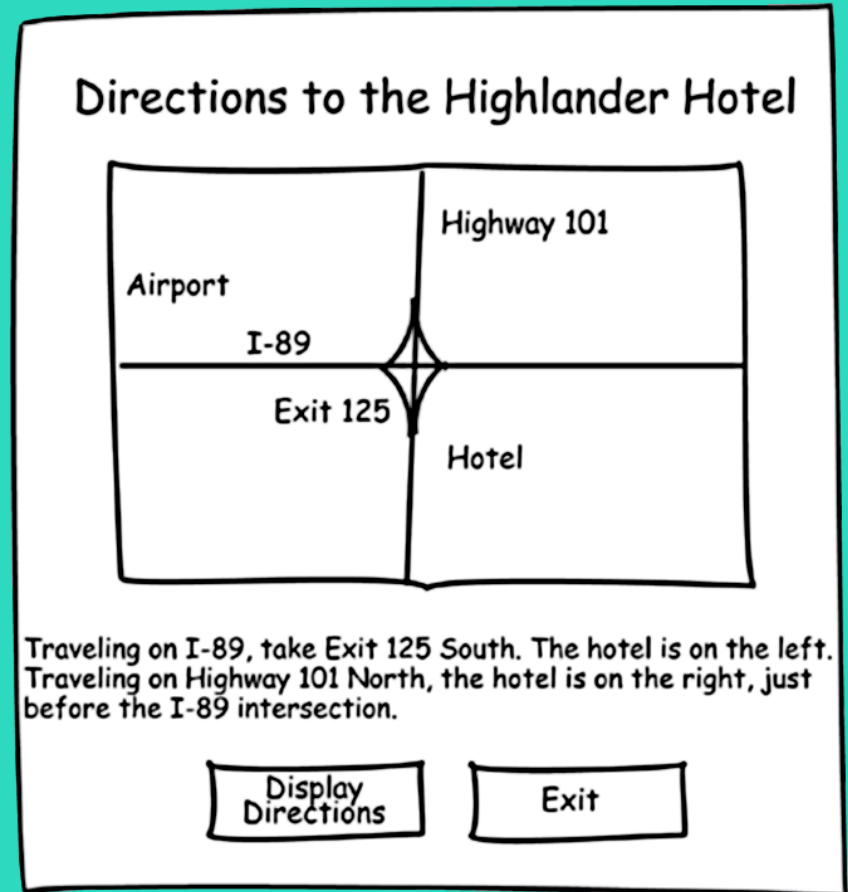 Directions to the Highlander Hotel
Highway 101
Airport
I-89
Exit 125
Hotel
Traveling on I-89, take Exit 125 South. The hotel is on the left.
Traveling on Highway 101 North, the hotel is on the right, just
before the I-89 intersection.
Display
Directions
Exit